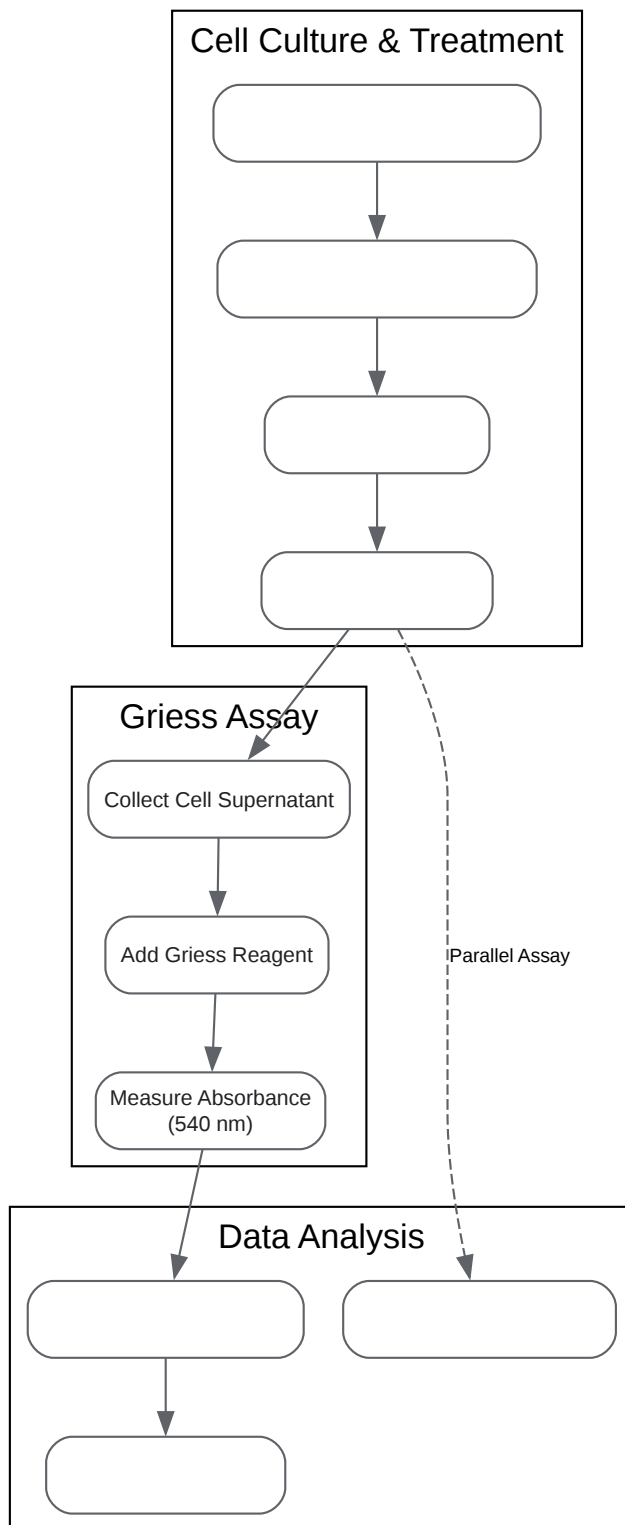 Cell Culture & Treatment
Griess Assay
Collect Cell Supernatant
Add Griess Reagent
Parallel Assay
Measure Absorbance
(540 nm)
Data Analysis